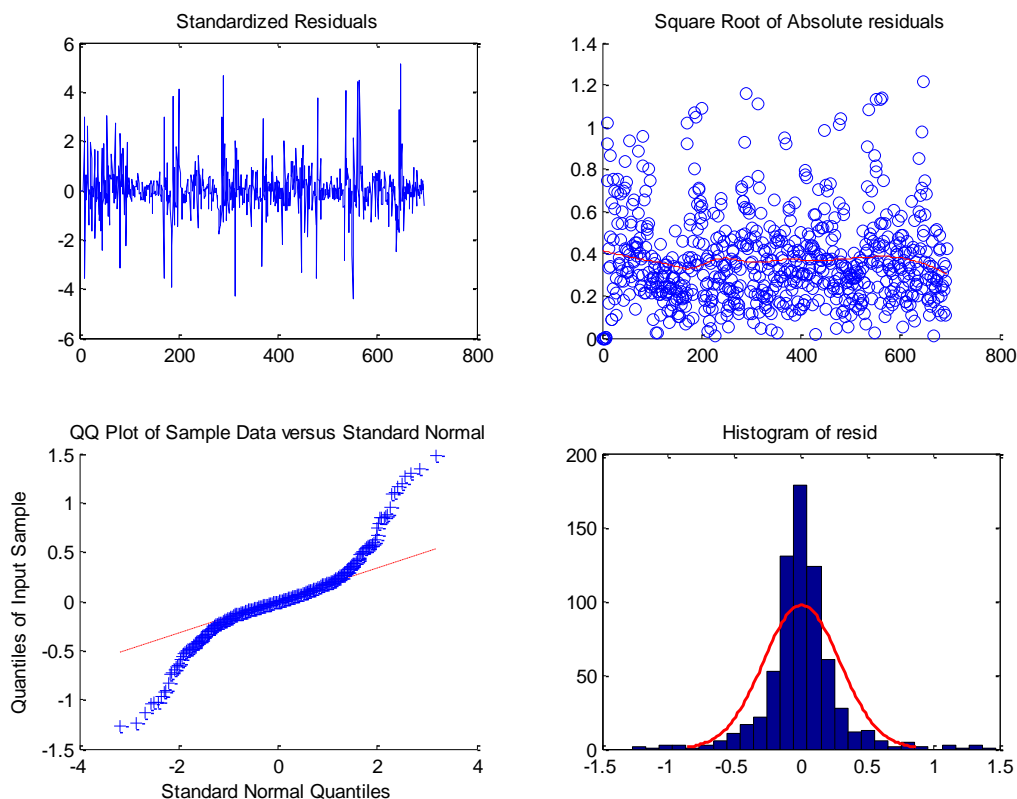 Standardized Residuals
6
4
2
0
-2
-4
-6
0 200 400 600 800
Square Root of Absolute residuals
1.4
1.2
1
0.8
0.6
0.4
0.2
0
0 200 400 600 800
QQ Plot of Sample Data versus Standard Normal
Quantiles of Input Sample
1.5
1
0.5
0
-0.5
-1
-1.5
-4 -2 0 2 4
Standard Normal Quantiles
Histogram of resid
200
150
100
50
0
-1.5 -1 -0.5 0 0.5 1 1.5